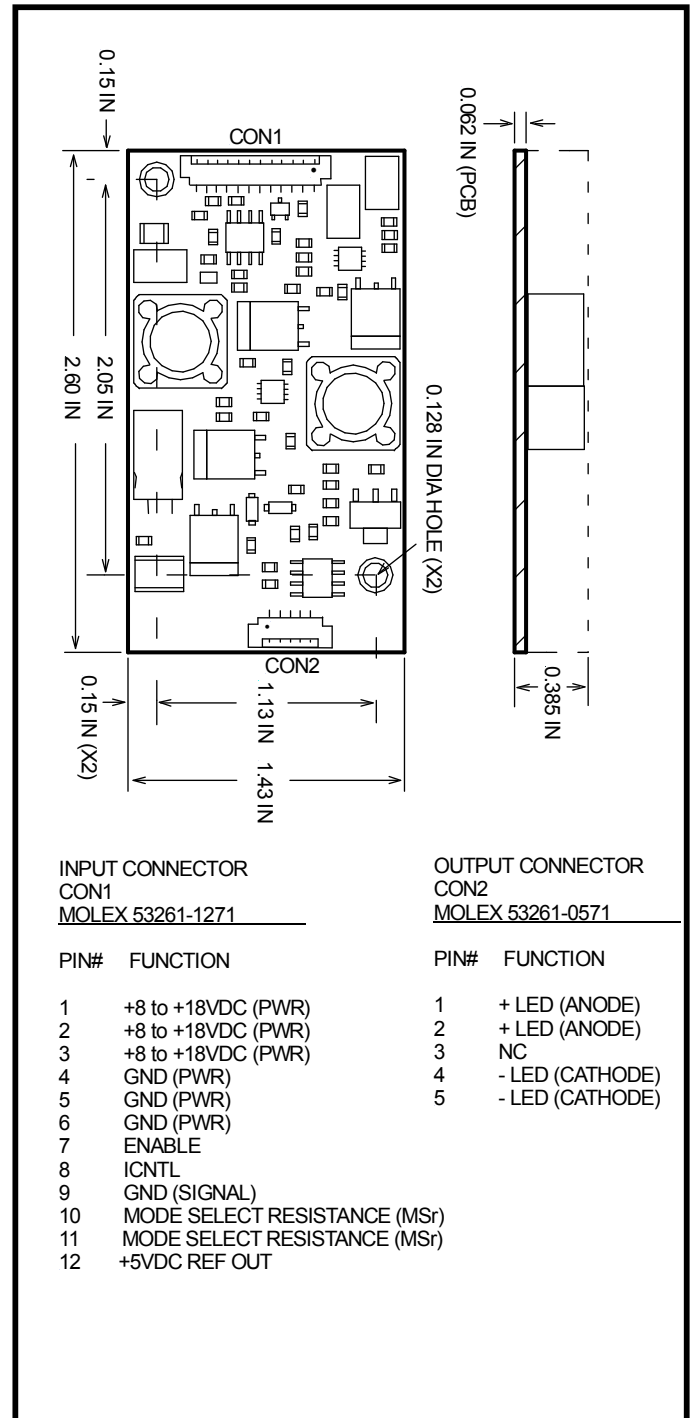 0.15 IN
CON1
0.062 IN (PCB)
2.60 IN
2.05 IN
0.128 IN DIA HOLE (X2)
CON2
0.15 IN (X2)
1.13 IN
1.43 IN
0.385 IN
INPUT CONNECTOR
CON1
MOLEX 53261-1271
PIN# FUNCTION
1 +8 to +18VDC (PWR)
2 +8 to +18VDC (PWR)
3 +8 to +18VDC (PWR)
4 GND (PWR)
5 GND (PWR)
6 GND (PWR)
7 ENABLE
8 ICNTL
9 GND (SIGNAL)
10 MODE SELECT RESISTANCE (MSr)
11 MODE SELECT RESISTANCE (MSr)
12 +5VDC REF OUT
OUTPUT CONNECTOR
CON2
MOLEX 53261-0571
PIN# FUNCTION
1 + LED (ANODE)
2 + LED (ANODE)
3 NC
4 - LED (CATHODE)
5 - LED (CATHODE)